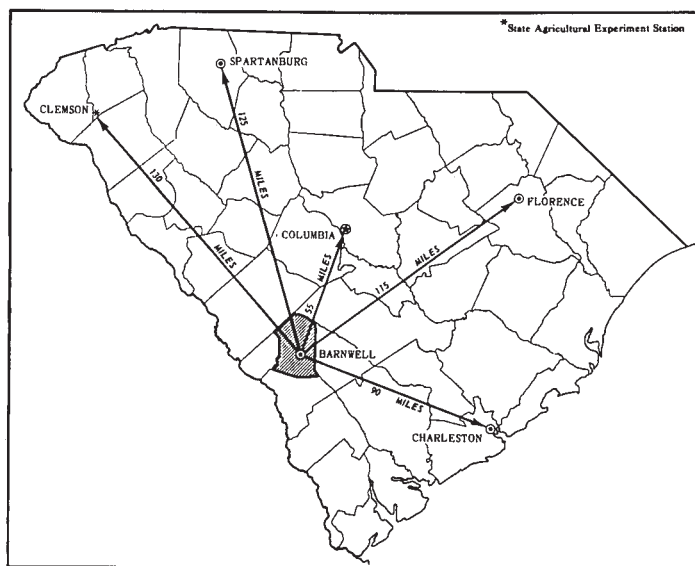 *State Agricultural Experiment Station
SPARTANBURG
CLEMSON*
125
MILES
130
MILES
FLORENCE
COLUMBIA
MILES
55
MILES
115
BARNWELL
90
MILES
CHARLESTON